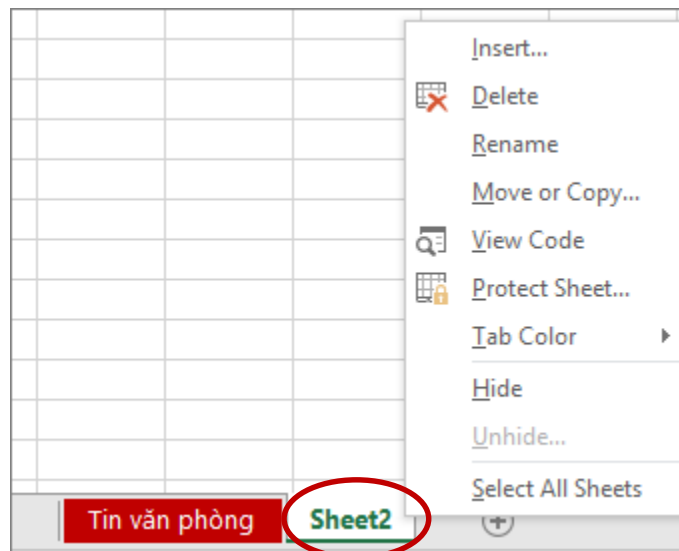 Insert...
Delete
Rename
Move or Copy...
View Code
Protect Sheet...
Tab Color
Hide
Unhide...
Select All Sheets
Tin văn phòng Sheet2